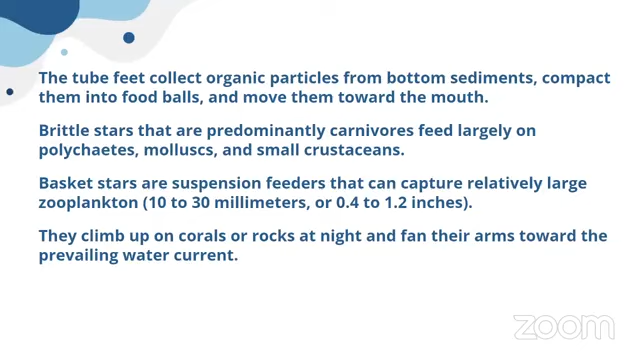 The tube feet collect organic particles from bottom sediments, compact
them into food balls, and move them toward the mouth.
Brittle stars that are predominantly carnivores feed largely on
polychaetes, molluscs, and small crustaceans.
Basket stars are suspension feeders that can capture relatively large
zooplankton (10 to 30 millimeters, or 0.4 to 1.2 inches).
They climb up on corals or rocks at night and fan their arms toward the
prevailing water current.
zoom